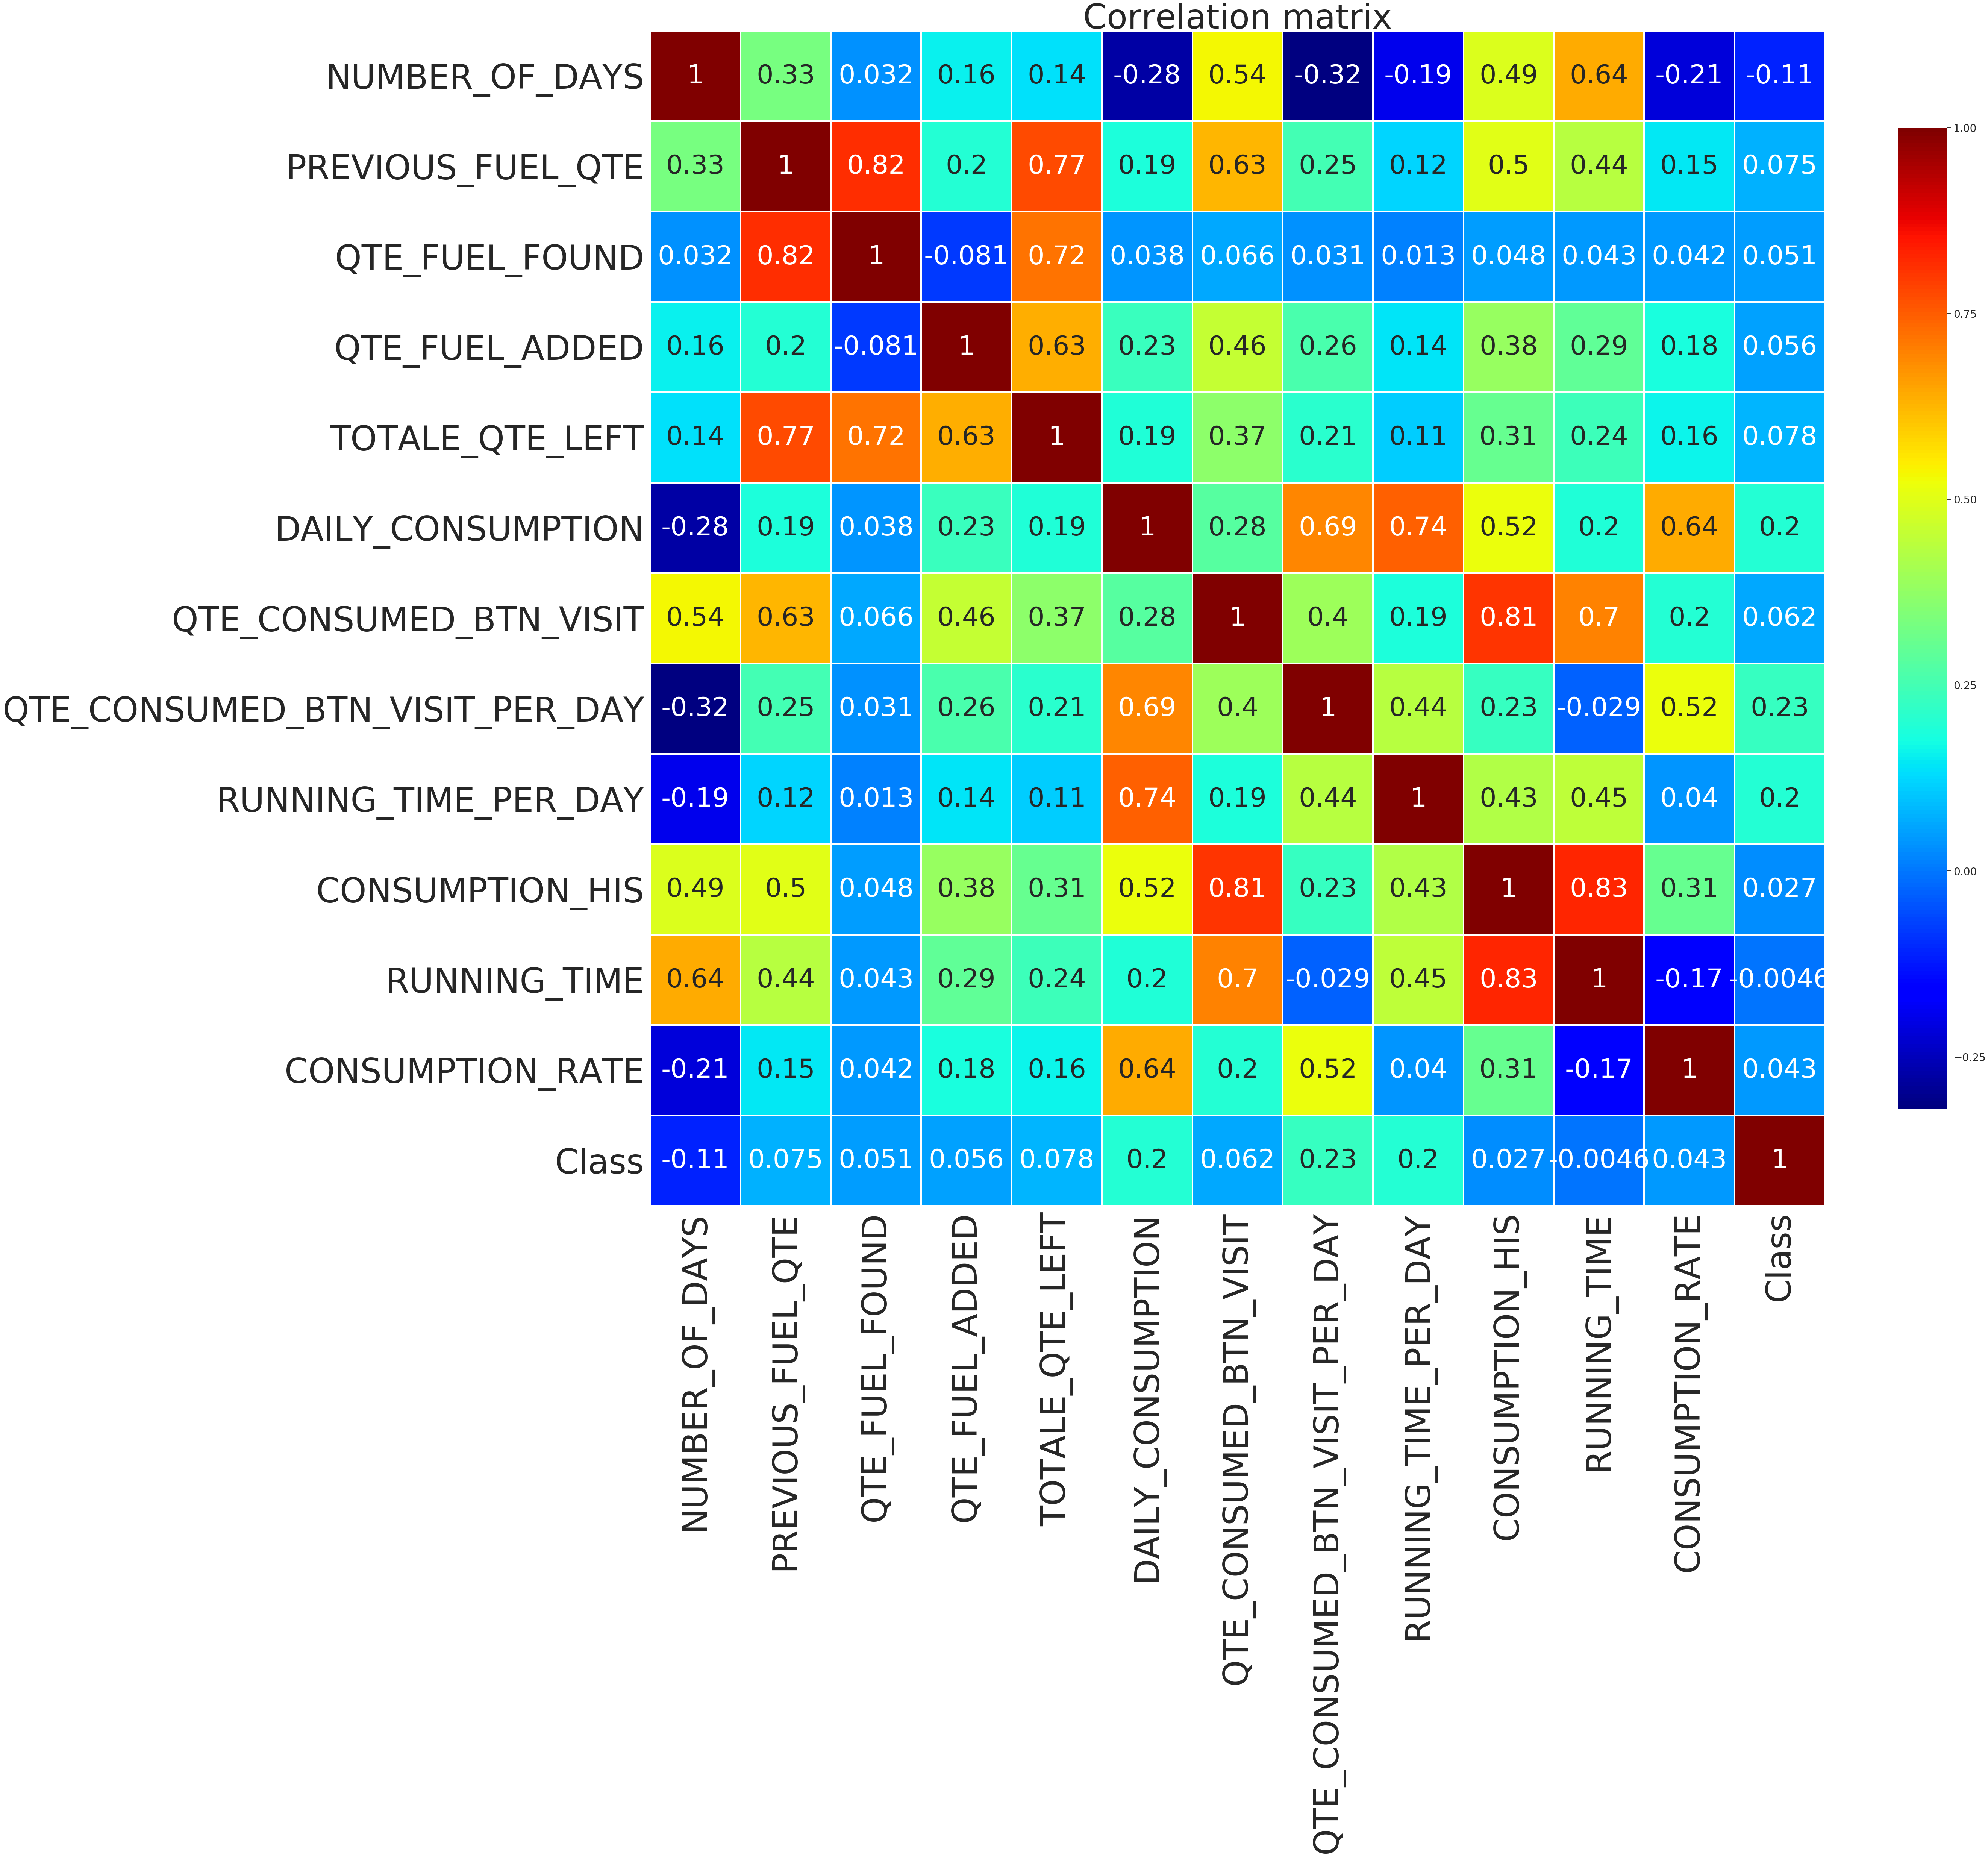 Correlation matrix
NUMBER_OF_DAYS 1 0.33 0.032 0.16 0.14 -0.28 0.54 -0.32 -0.19 0.49 0.64 -0.21 -0.11
1.00
PREVIOUS_FUEL_QTE 0.33 1 0.82 0.2 0.77 0.19 0.63 0.25 0.12 0.5 0.44 0.15 0.075
QTE_FUEL_FOUND 0.032 0.82 1 -0.081 0.72 0.038 0.066 0.031 0.013 0.048 0.043 0.042 0.051
0.75
QTE_FUEL_ADDED 0.16 0.2 -0.081 1 0.63 0.23 0.46 0.26 0.14 0.38 0.29 0.18 0.056
TOTALE_QTE_LEFT 0.14 0.77 0.72 0.63 1 0.19 0.37 0.21 0.11 0.31 0.24 0.16 0.078
0.50
DAILY_CONSUMPTION -0.28 0.19 0.038 0.23 0.19 1 0.28 0.69 0.74 0.52 0.2 0.64 0.2
QTE_CONSUMED_BTN_VISIT 0.54 0.63 0.066 0.46 0.37 0.28 1 0.4 0.19 0.81 0.7 0.2 0.062
0.25
QTE_CONSUMED_BTN_VISIT_PER_DAY -0.32 0.25 0.031 0.26 0.21 0.69 0.4 1 0.44 0.23 -0.029 0.52 0.23
RUNNING_TIME_PER_DAY -0.19 0.12 0.013 0.14 0.11 0.74 0.19 0.44 1 0.43 0.45 0.04 0.2
0.00
CONSUMPTION_HIS 0.49 0.5 0.048 0.38 0.31 0.52 0.81 0.23 0.43 1 0.83 0.31 0.027
RUNNING_TIME 0.64 0.44 0.043 0.29 0.24 0.2 0.7 -0.029 0.45 0.83 1 -0.17 -0.0046
−0.25
CONSUMPTION_RATE -0.21 0.15 0.042 0.18 0.16 0.64 0.2 0.52 0.04 0.31 -0.17 1 0.043
Class -0.11 0.075 0.051 0.056 0.078 0.2 0.062 0.23 0.2 0.027 -0.0046 0.043 1
NUMBER_OF_DAYS
PREVIOUS_FUEL_QTE
QTE_FUEL_FOUND
QTE_FUEL_ADDED
TOTALE_QTE_LEFT
DAILY_CONSUMPTION
QTE_CONSUMED_BTN_VISIT
QTE_CONSUMED_BTN_VISIT_PER_DAY
RUNNING_TIME_PER_DAY
CONSUMPTION_HIS
RUNNING_TIME
CONSUMPTION_RATE
Class